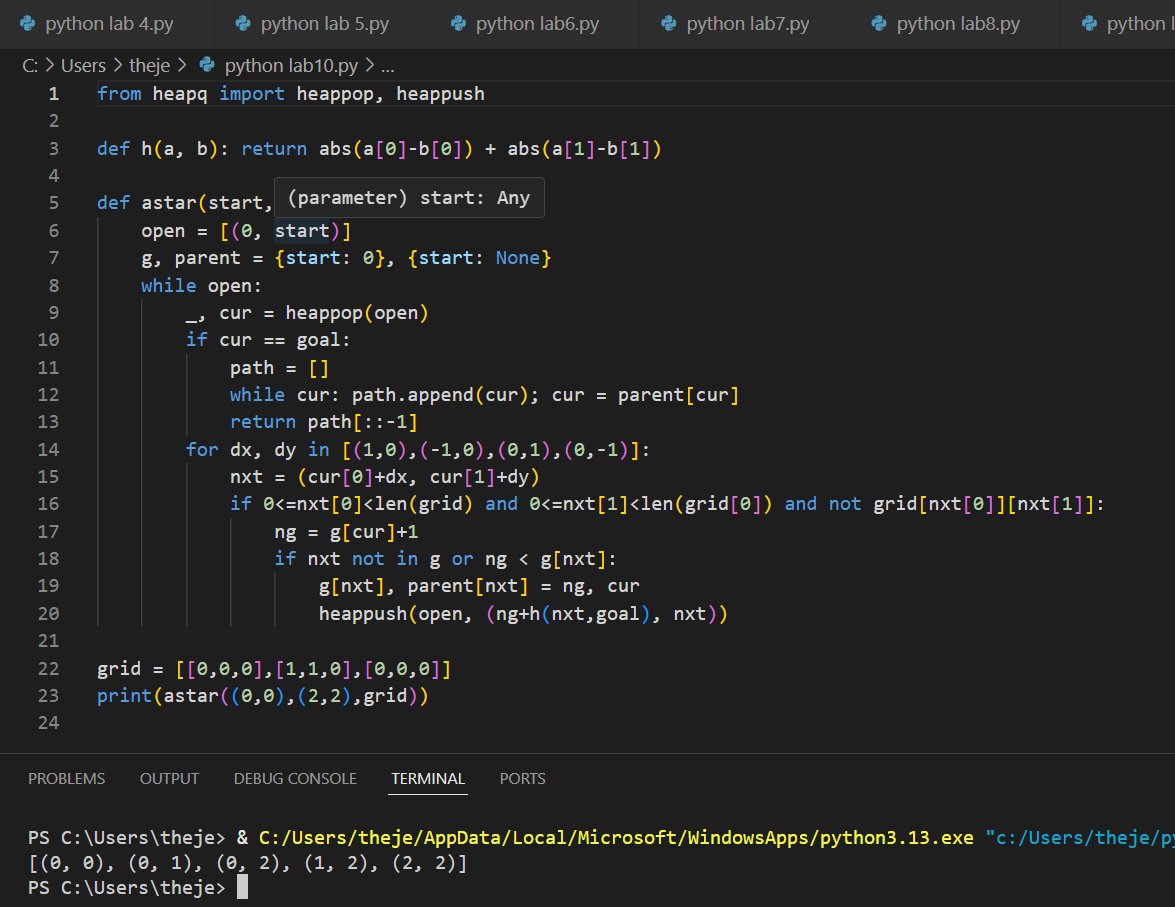 python lab 4.py python lab 5.py python lab6.py python lab7.py python lab8.py python
C: > Users > theje > python lab10.py > ...
1 from heapq import heappop, heappush
2
3 def h(a, b): return abs(a[0]-b[0]) + abs(a[1]-b[1])
4
(parameter) start: Any
5 def astar(start,
6 open = [(0, start)]
7 g, parent = {start: 0}, {start: None}
8 while open:
9 _, cur = heappop(open)
10 if cur == goal:
11 path = []
12 while cur: path.append(cur); cur = parent[cur]
13 return path[::-1]
14 for dx, dy in [(1,0),(-1,0),(0,1),(0,-1)]:
15 nxt = (cur[0]+dx, cur[1]+dy)
16 if 0<=nxt[0]<len(grid) and 0<=nxt[1]<len(grid[0]) and not grid[nxt[0]][nxt[1]]:
17 ng = g[cur]+1
18 if nxt not in g or ng < g[nxt]:
19 g[nxt], parent[nxt] = ng, cur
20 heappush(open, (ng+h(nxt,goal), nxt))
21
22 grid = [[0,0,0],[1,1,0],[0,0,0]]
23 print(astar((0,0),(2,2),grid))
24
PROBLEMS OUTPUT DEBUG CONSOLE TERMINAL PORTS
PS C:\Users\theje> & C:/Users/theje/AppData/Local/Microsoft/WindowsApps/python3.13.exe "c:/Users/theje/py
[(0, 0), (0, 1), (0, 2), (1, 2), (2, 2)]
PS C:\Users\theje>